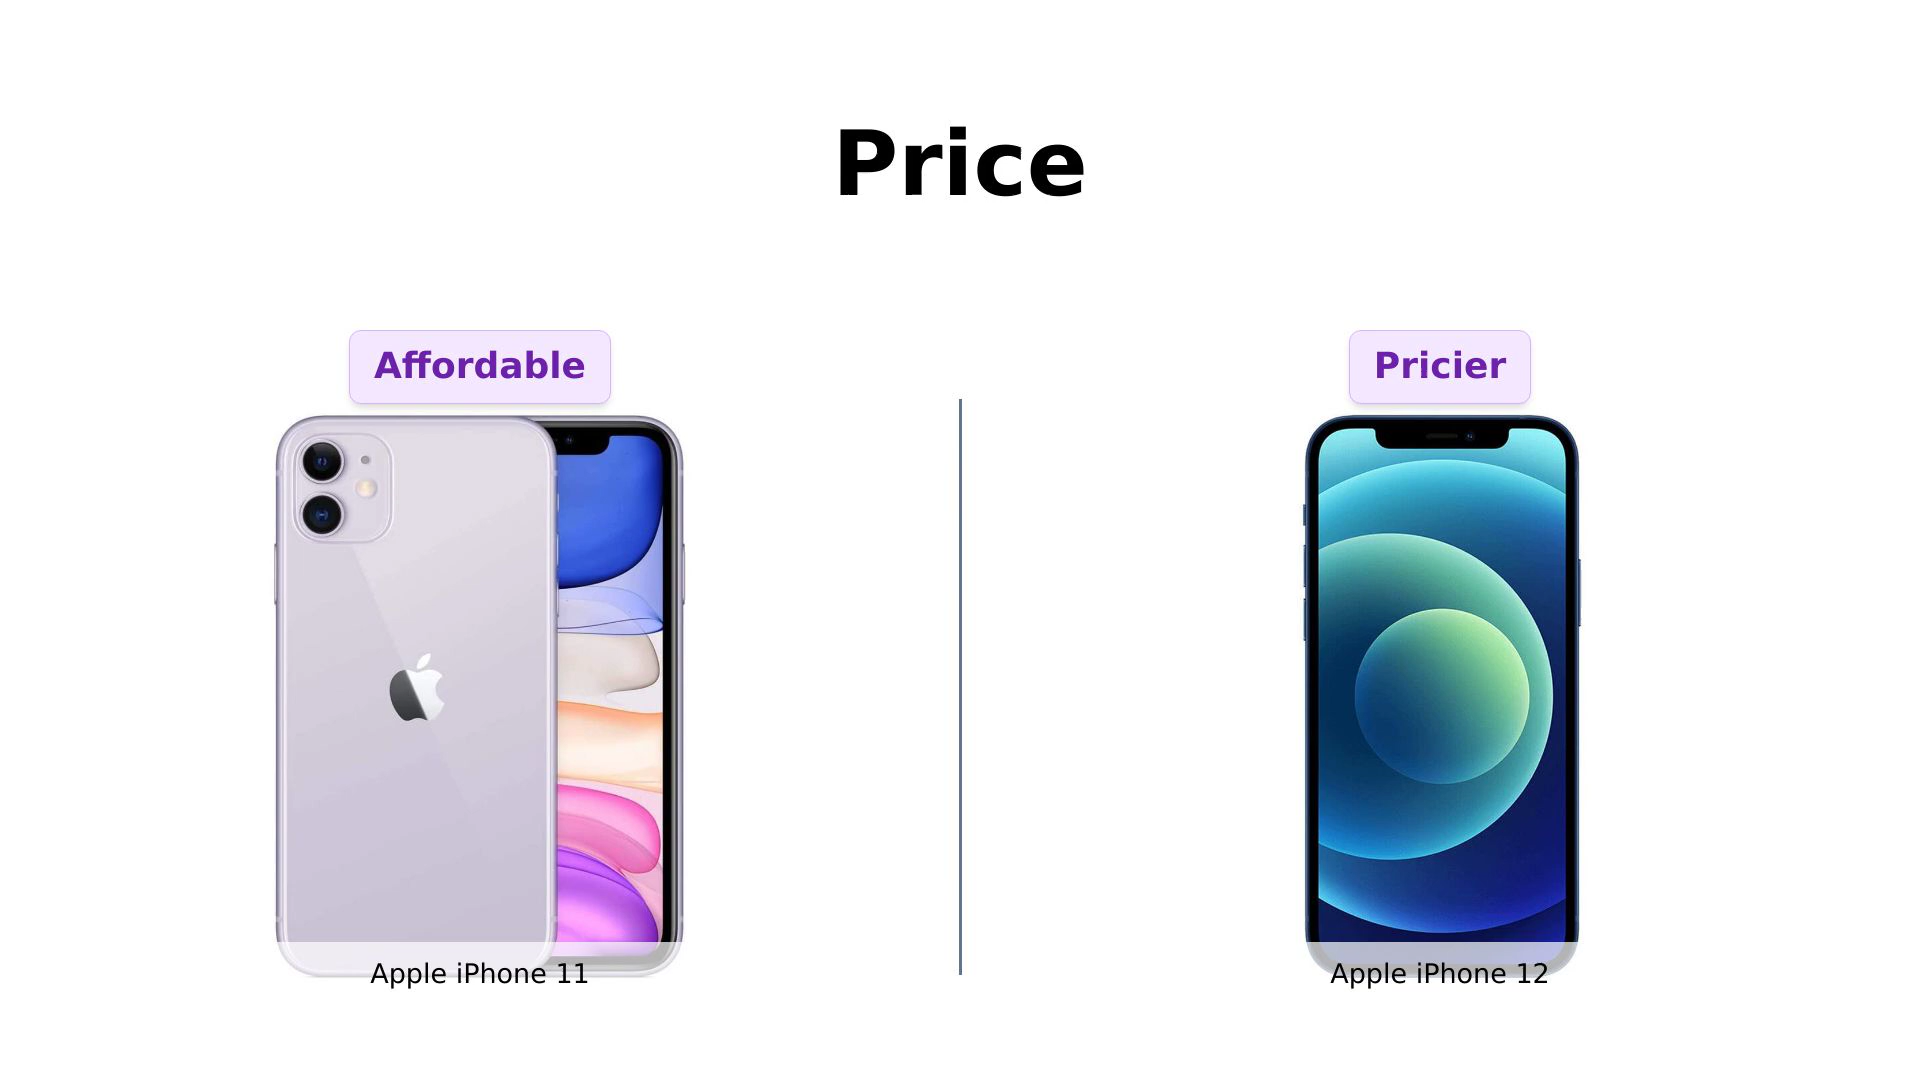 Price
Affordable
Pricier
Apple iPhone 11
Apple iPhone 12